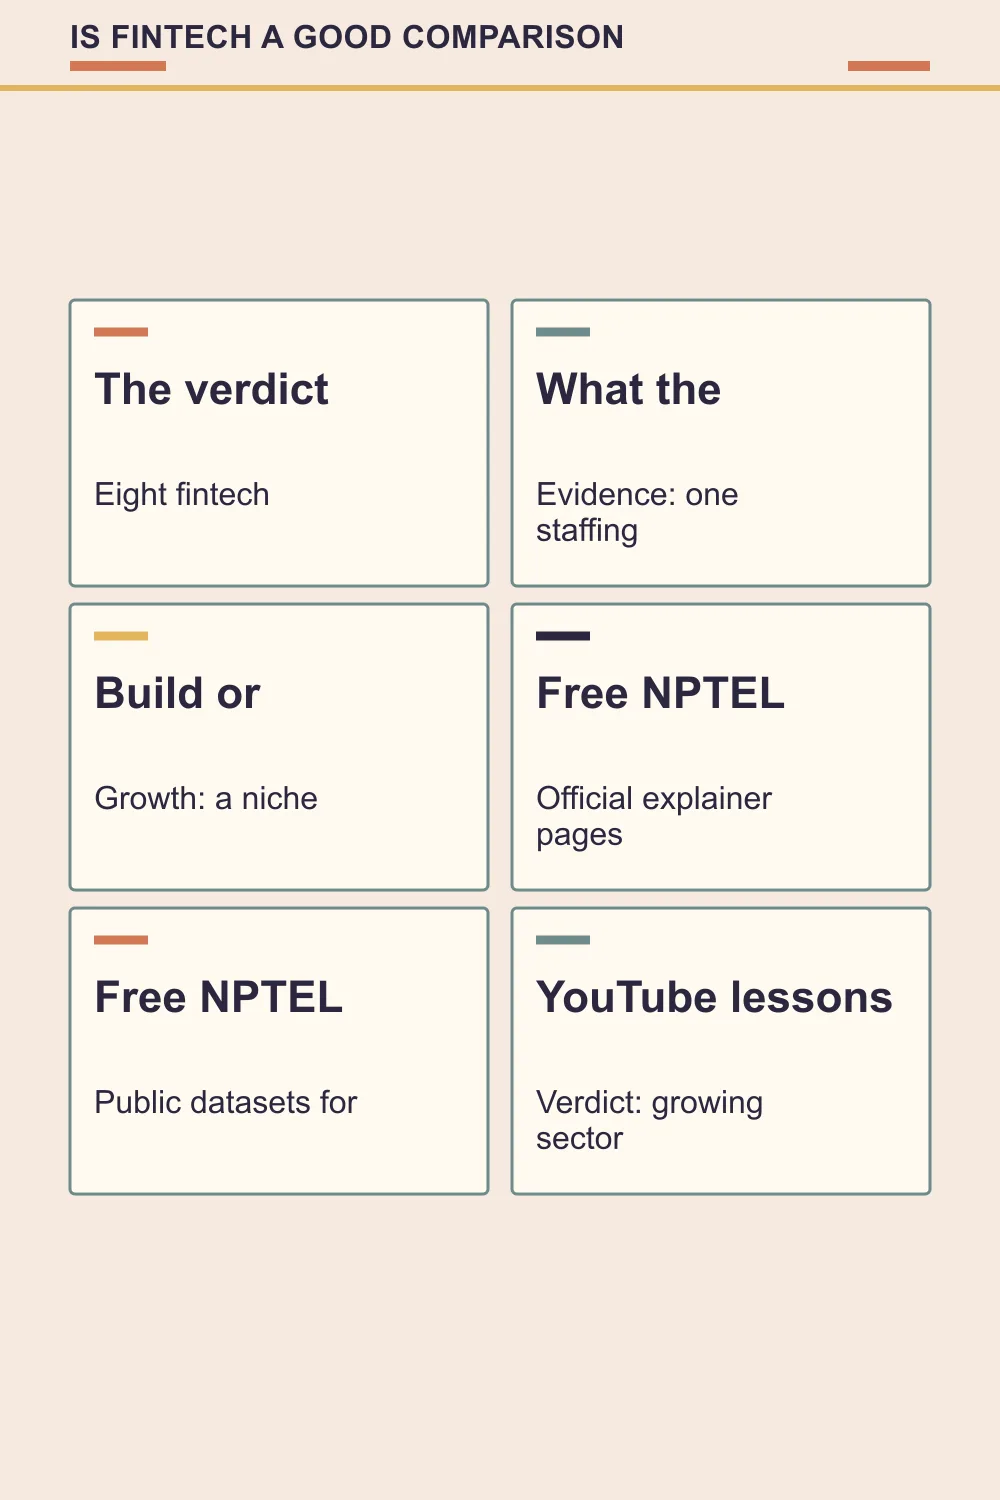 IS FINTECH A GOOD COMPARISON
The verdict
Eight fintech
What the
Evidence: one
staffing
Build or
Growth: a niche
Free NPTEL
Official explainer
pages
Free NPTEL
Public datasets for
YouTube lessons
Verdict: growing
sector